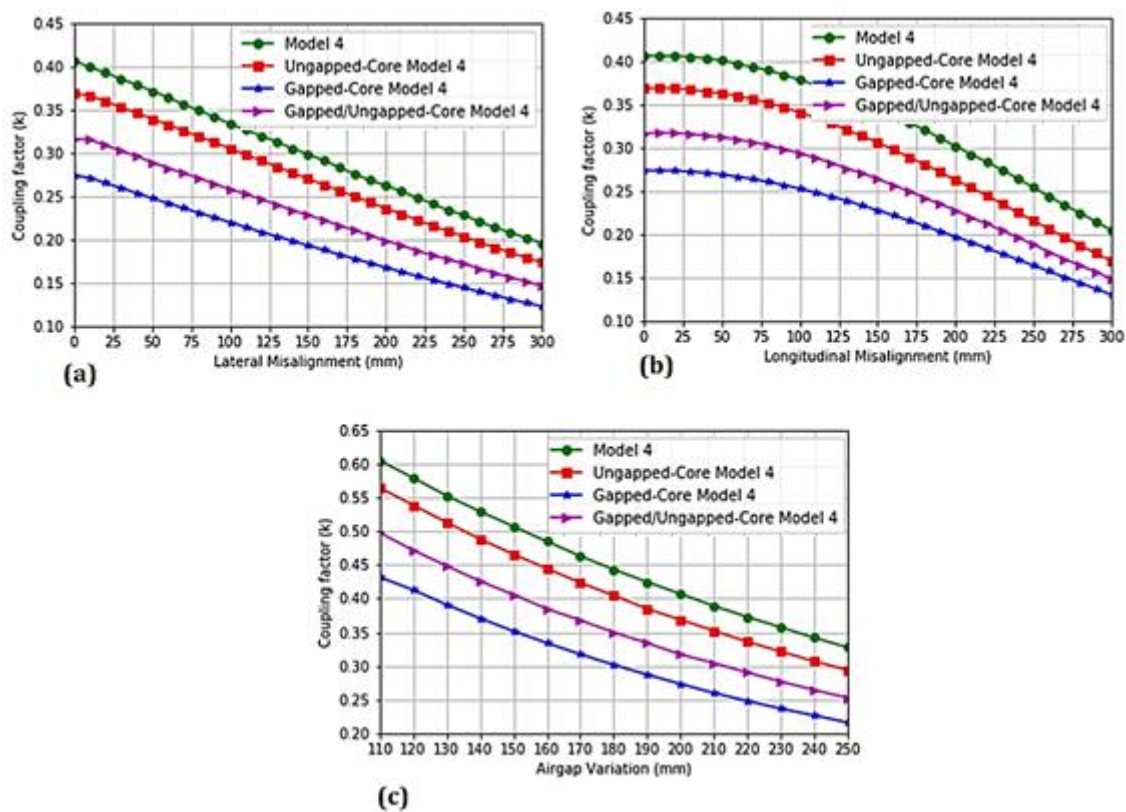 0.45
0.40
0.35
0.30
0.25
0.20
0.15
0.10
Coupling factor (k)
Model 4
Ungapped-Core Model 4
Gapped-Core Model 4
Gapped/Ungapped-Core Model 4
0 25 50 75 100 125 150 175 200 225 250 275 300
Lateral Misalignment (mm)
(a)
0.45
0.40
0.35
0.30
0.25
0.20
0.15
0.10
Coupling factor (k)
Model 4
Ungapped-Core Model 4
Gapped-Core Model 4
Gapped/Ungapped-Core Model 4
0 25 50 75 100 125 150 175 200 225 250 275 300
Longitudinal Misalignment (mm)
(b)
0.65
0.60
0.55
0.50
0.45
0.40
0.35
0.30
0.25
0.20
Coupling factor (k)
Model 4
Ungapped-Core Model 4
Gapped-Core Model 4
Gapped/Ungapped-Core Model 4
110 120 130 140 150 160 170 180 190 200 210 220 230 240 250
Airgap Variation (mm)
(c)